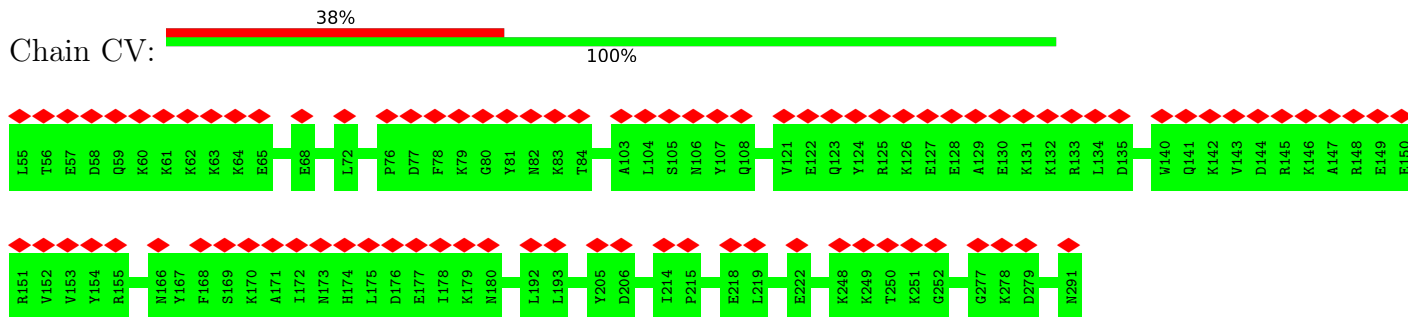 38%
Chain CV:
100%
L55 T56 E57 D58 Q59 K60 K61 K62 K63 K64 E65 E68 L72 P76 D77 F78 K79 G80 Y81 N82 K83 T84 A103 L104 S105 N106 Y107 Q108 V121 E122 Q123 Y124 R125 K126 E127 E128 A129 E130 K131 K132 R133 L134 D135 W140 Q141 K142 V143 D144 R145 K146 A147 R148 E149 E150
R151 V152 V153 Y154 R155 N166 Y167 F168 S169 K170 A171 I172 N173 H174 L175 D176 E177 I178 K179 N180 L192 L193 Y205 D206 I214 P215 E218 L219 E222 K248 K249 T250 K251 G252 G277 K278 D279 N291